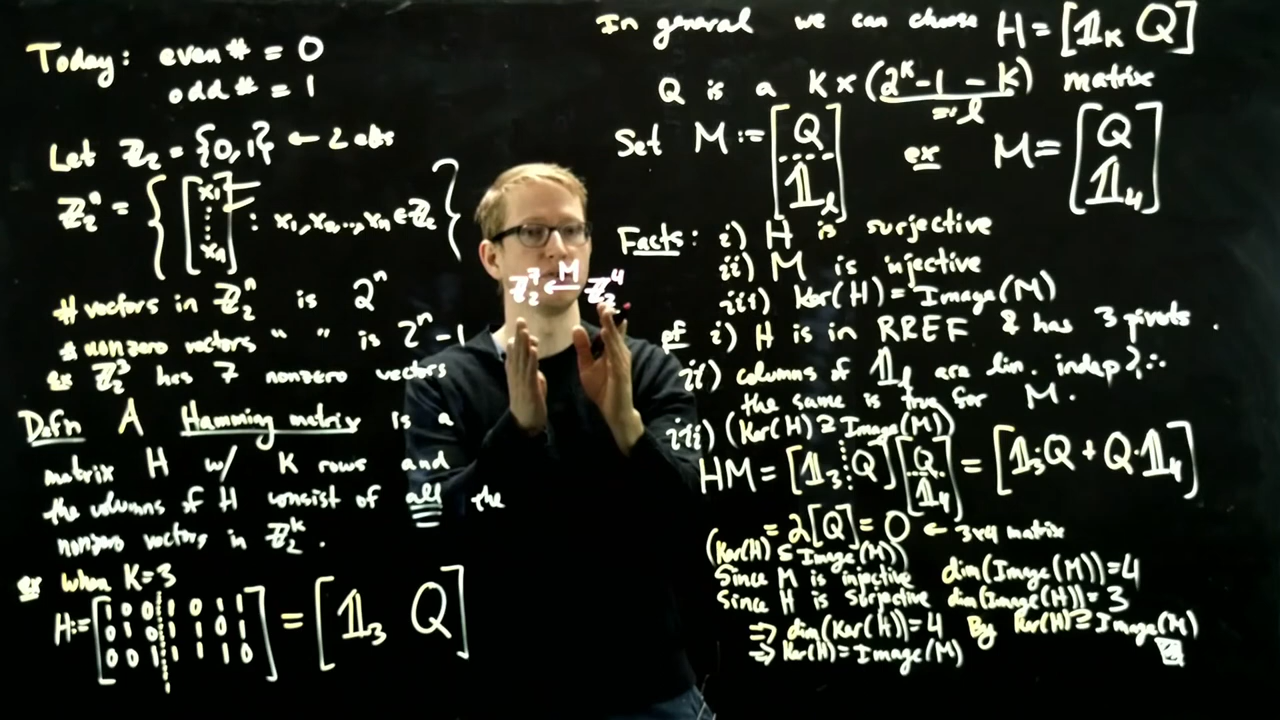 Today: even # = 0
odd # = 1
Let ℤ₂ = {0,1} ← 2 abs
ℤ₂ⁿ = { [x₁ ⋮ xₙ] : x₁, x₂, ..., xₙ ∈ ℤ₂ }
# vectors in ℤ₂ⁿ is 2ⁿ
# nonzero vectors " " is 2ⁿ - 1
ex ℤ₂³ has 7 nonzero vectors
Defn A Hamming matrix is a
matrix H w/ K rows and
the columns of H consist of all the
nonzero vectors in ℤ₂ᵏ.
ex when K=3
H:= [1 0 0 1 0 1 1
0 1 0 1 1 0 1
0 0 1 1 1 1 0] = [𝟙₃ Q]
ℤ₂⁷ ←M ℤ₂⁴
In general we can choose H = [𝟙ₖ Q]
Q is a K × (2ᵏ - 1 - K) matrix
=: l
Set M := [Q 𝟙ₗ] ex M = [Q 𝟙₄]
Facts: i) H is surjective
ii) M is injective
iii) Ker(H) = Image(M)
pf i) H is in RREF & has 3 pivots.
ii) columns of 𝟙ₗ are lin. indep ∴
the same is true for M.
iii) (Ker(H) ⊇ Image(M))
HM = [𝟙₃ ⋮ Q] [Q 𝟙₄] = [𝟙₃Q + Q·𝟙₄]
= 2[Q] = 0 ← 3x4 matrix
(Ker(H) ⊆ Image(M))
Since M is injective dim(Image(M)) = 4
Since H is surjective dim(Image(H)) = 3
⇒ dim(Ker(H)) = 4 By Ker(H) ⊇ Image(M)
⇒ Ker(H) = Image(M)